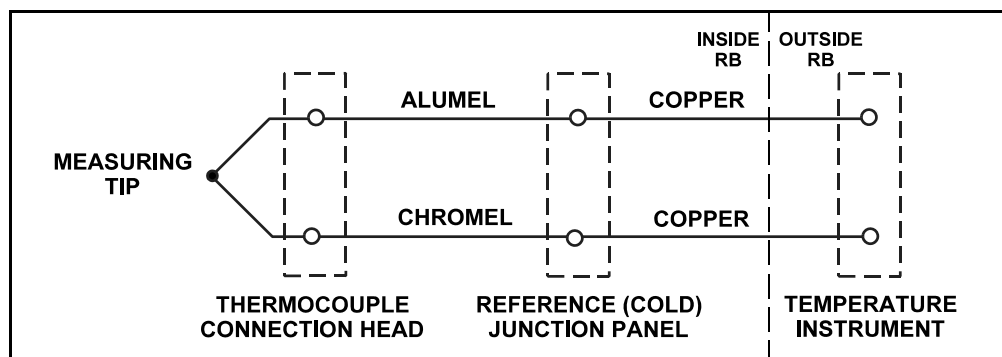 INSIDE
RB
OUTSIDE
RB
ALUMEL
COPPER
MEASURING
TIP
CHROMEL
COPPER
THERMOCOUPLE
CONNECTION HEAD
REFERENCE (COLD)
JUNCTION PANEL
TEMPERATURE
INSTRUMENT